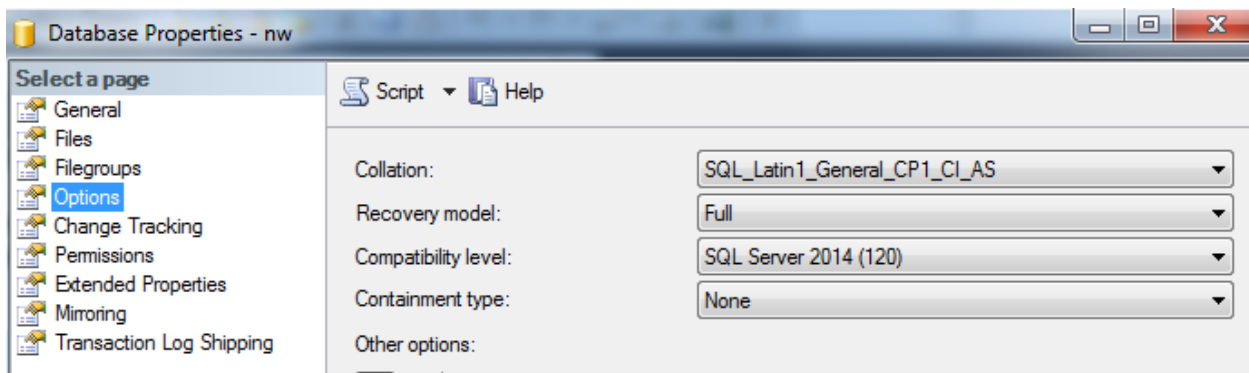 Database Properties - nw
Select a page
General
Files
Filegroups
Options
Change Tracking
Permissions
Extended Properties
Mirroring
Transaction Log Shipping
Script Help
Collation: SQL_Latin1_General_CP1_CI_AS
Recovery model: Full
Compatibility level: SQL Server 2014 (120)
Containment type: None
Other options: